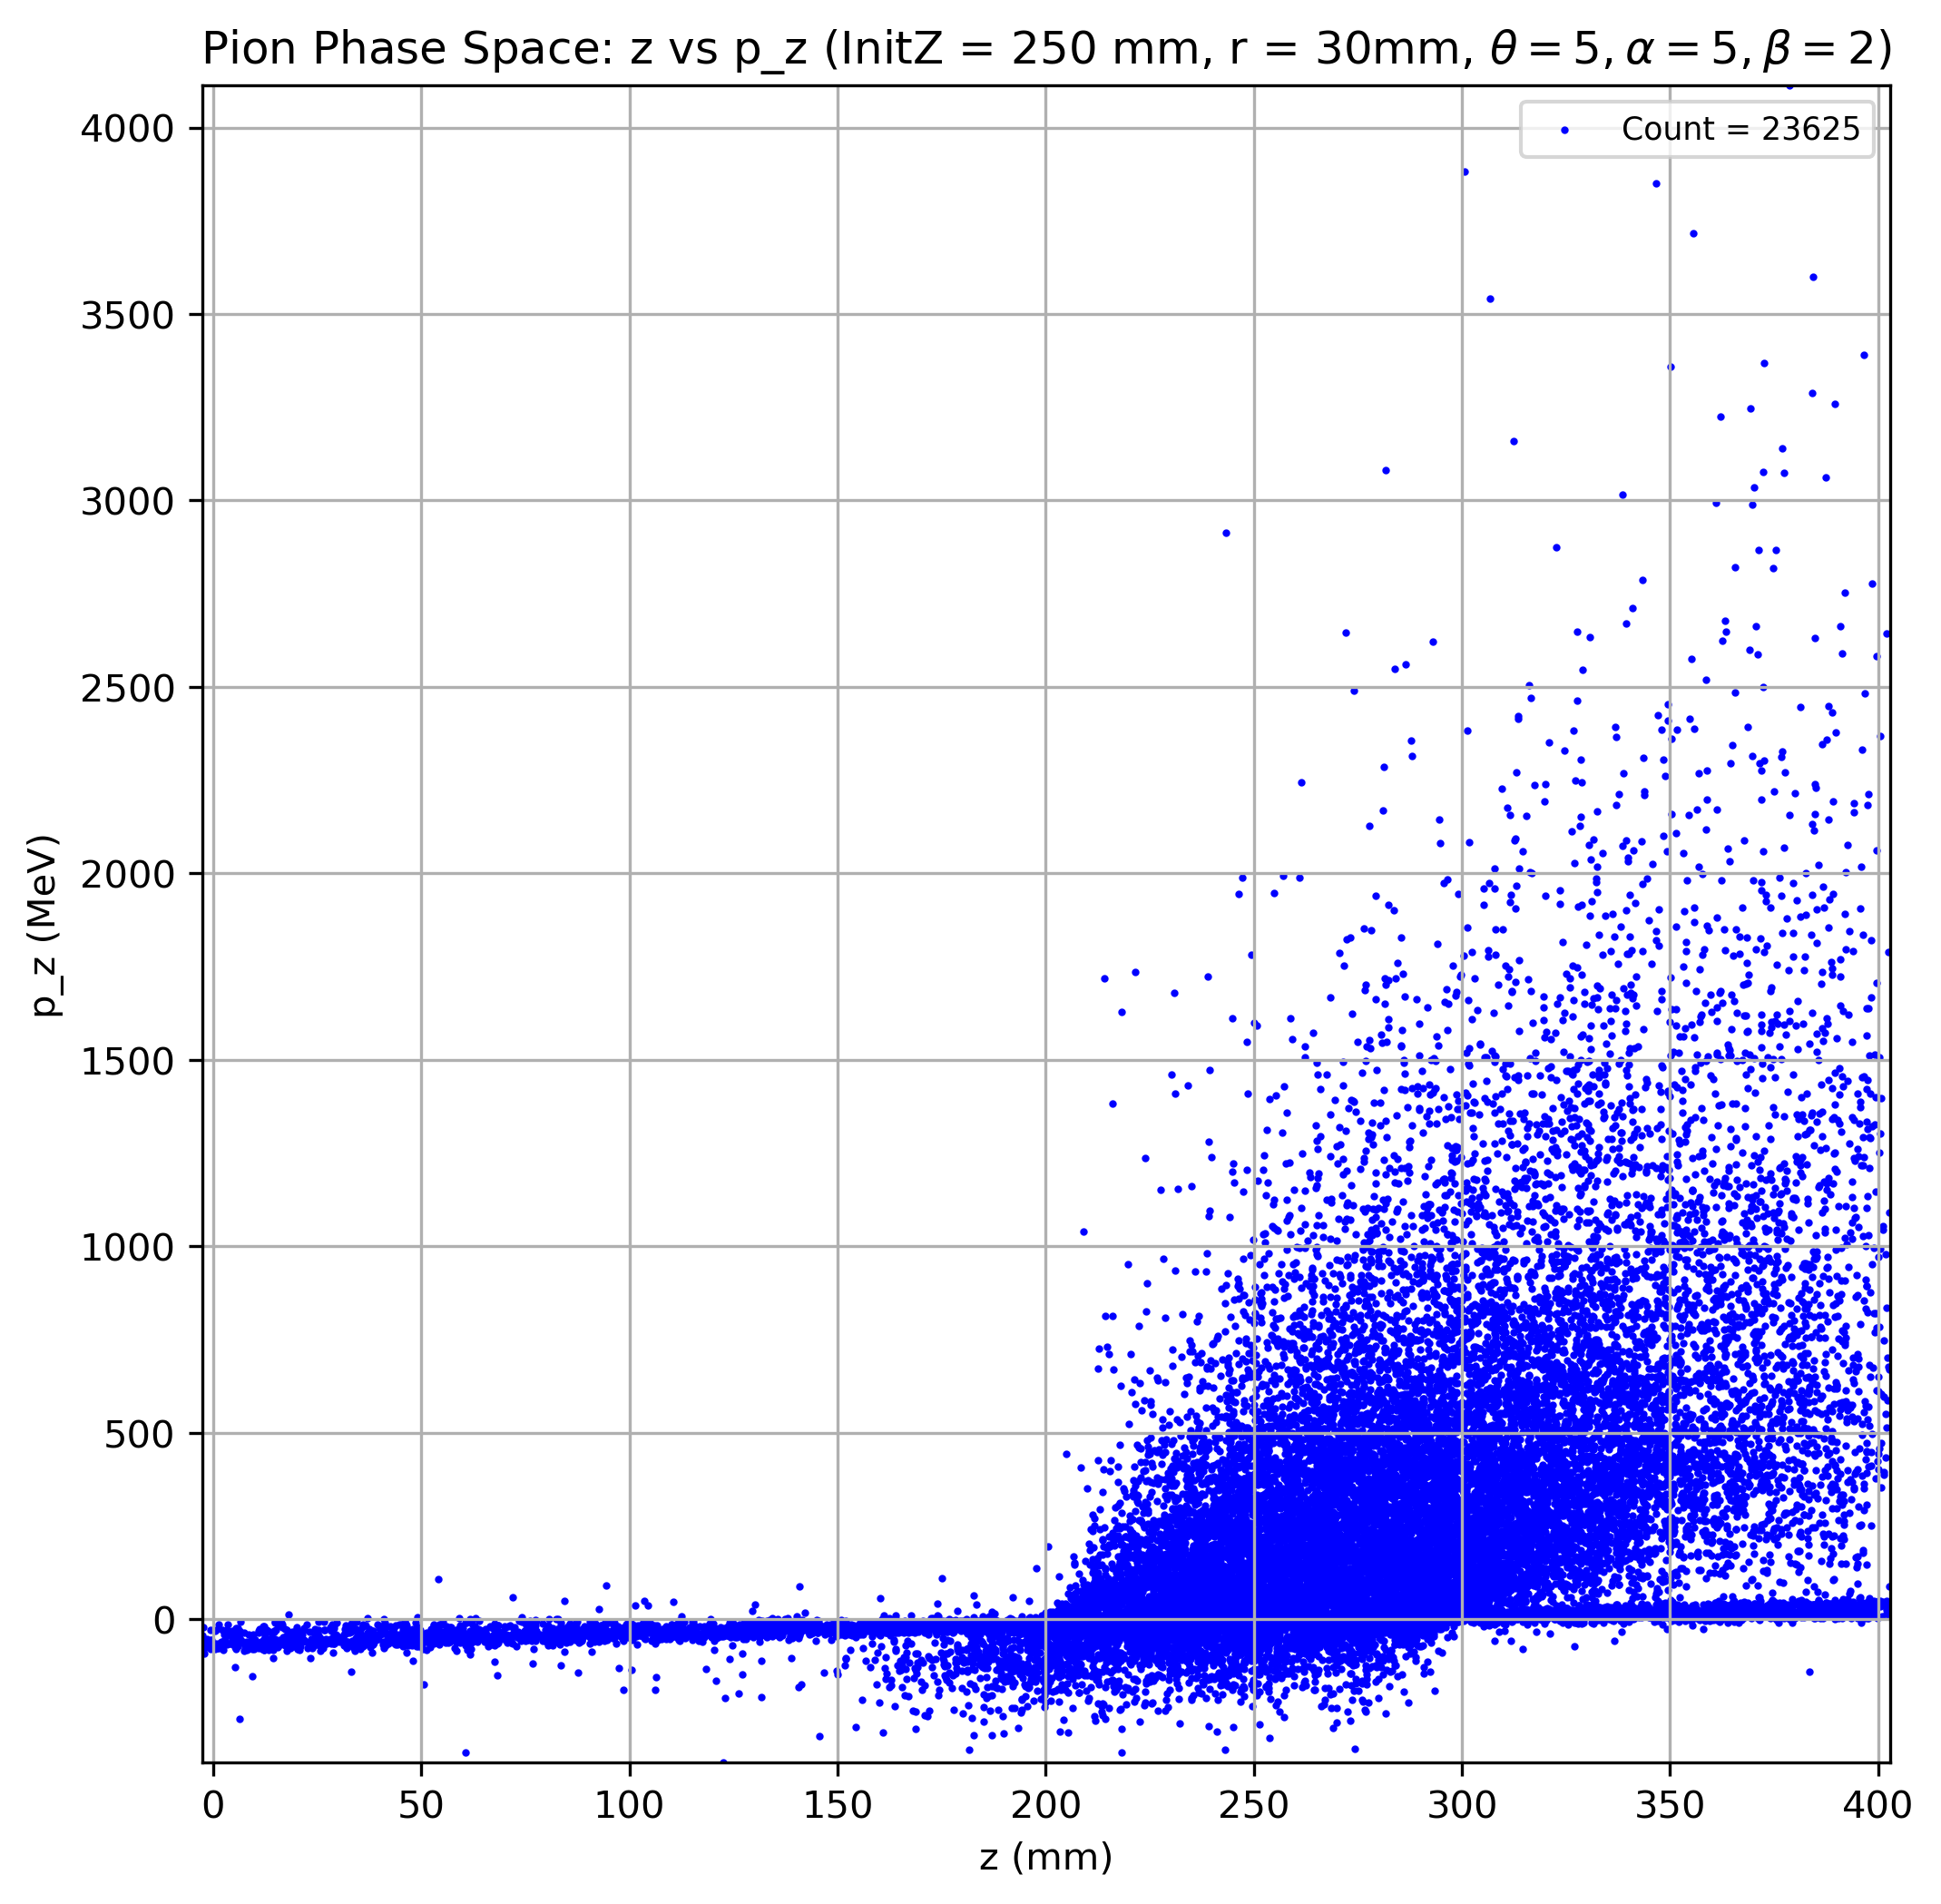 Pion Phase Space: z vs p_z (InitZ = 250 mm, r = 30mm, θ = 5, α = 5, β = 2)
Count = 23625
4000
3500
3000
2500
2000
1500
1000
500
0
p_z (MeV)
0 50 100 150 200 250 300 350 400
z (mm)